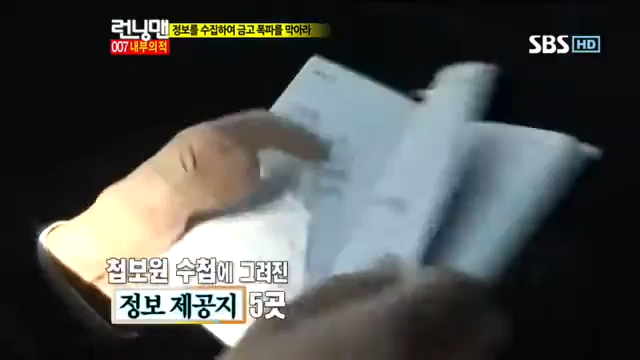 런닝맨
007 내부의적
정보를 수집하여 금고 폭파를 막아라
SBS HD
첩보원 수첩에 그려진
정보 제공지 5곳